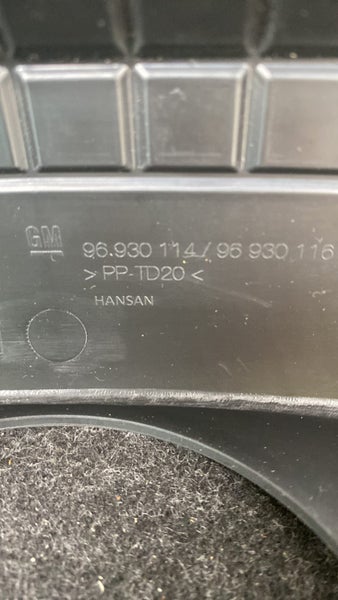 GM
96.930 114 / 96 930 116
>PP-TD20<
HANSAN